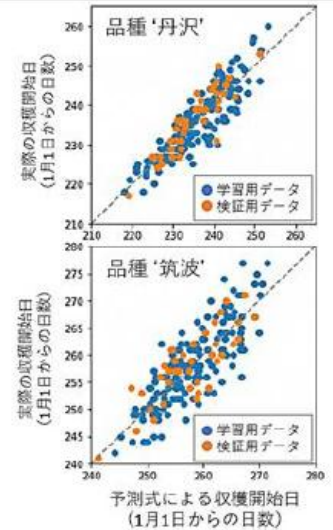 品種‘丹沢’
実際の収穫開始日
(1月1日からの日数)
260
250
240
230
220
210
学習用データ
検証用データ
210 220 230 240 250 260
品種‘筑波’
実際の収穫開始日
(1月1日からの日数)
280
275
270
265
260
255
250
245
240
学習用データ
検証用データ
240 250 260 270 280
予測式による収穫開始日
(1月1日からの日数)